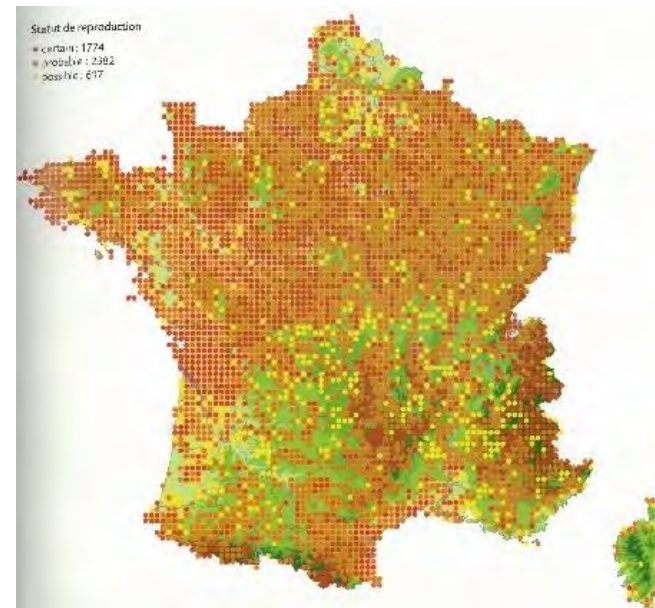 Statut de reproduction
certain : 1774
probable : 2382
possible : 617